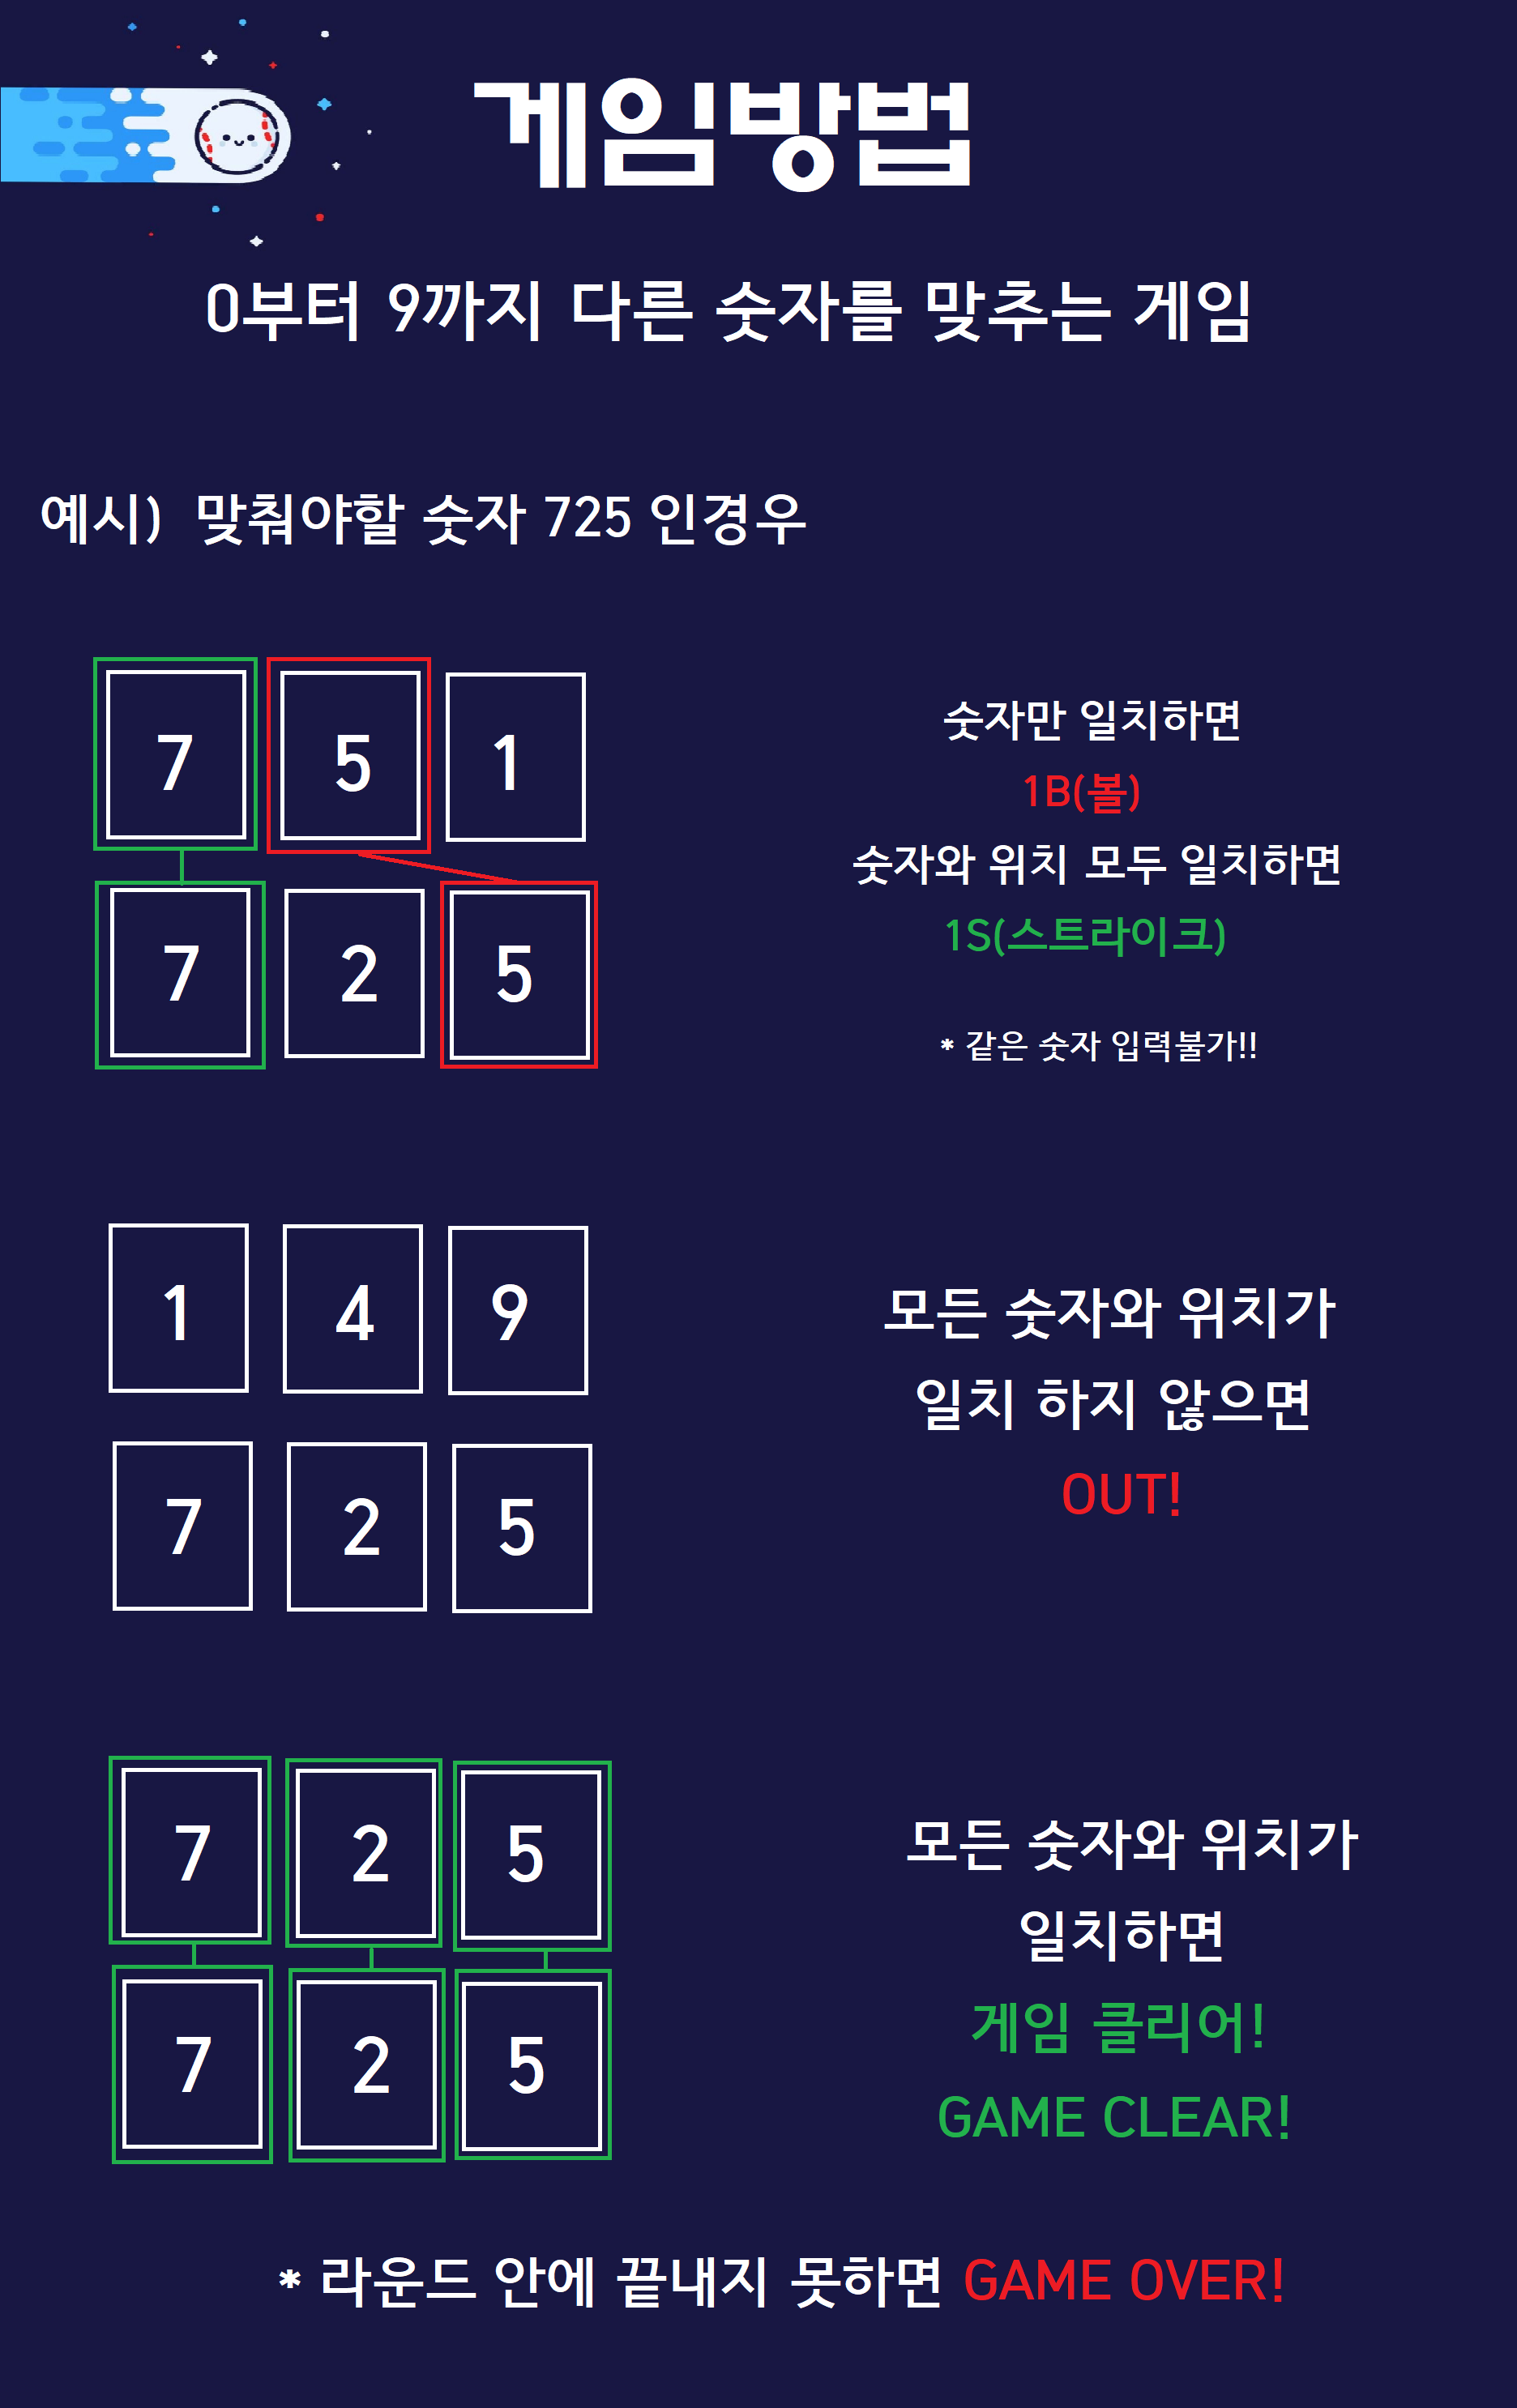 게임방법
0부터 9까지 다른 숫자를 맞추는 게임
예시) 맞춰야할 숫자 725 인경우
7 5 1
7 2 5
숫자만 일치하면
1B(볼)
숫자와 위치 모두 일치하면
1S(스트라이크)
* 같은 숫자 입력불가!!
1 4 9
7 2 5
모든 숫자와 위치가
일치 하지 않으면
OUT!
7 2 5
7 2 5
모든 숫자와 위치가
일치하면
게임 클리어!
GAME CLEAR!
* 라운드 안에 끝내지 못하면 GAME OVER!